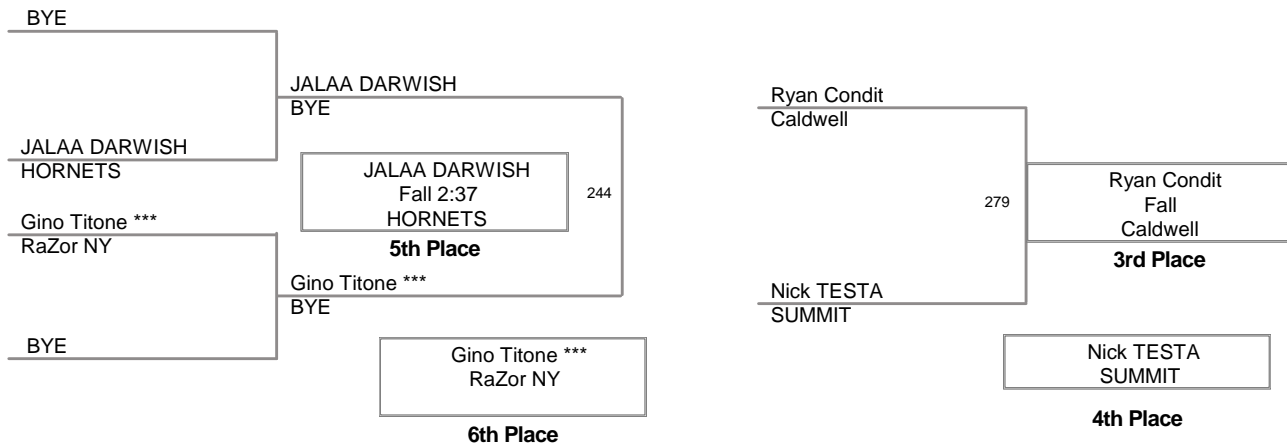 BYE
JALAA DARWISH
BYE
JALAA DARWISH
HORNETS
JALAA DARWISH
Fall 2:37
HORNETS
244
5th Place
Gino Titone ***
RaZor NY
Gino Titone ***
BYE
BYE
Gino Titone ***
RaZor NY
6th Place
Ryan Condit
Caldwell
279
Ryan Condit
Fall
Caldwell
3rd Place
Nick TESTA
SUMMIT
Nick TESTA
SUMMIT
4th Place